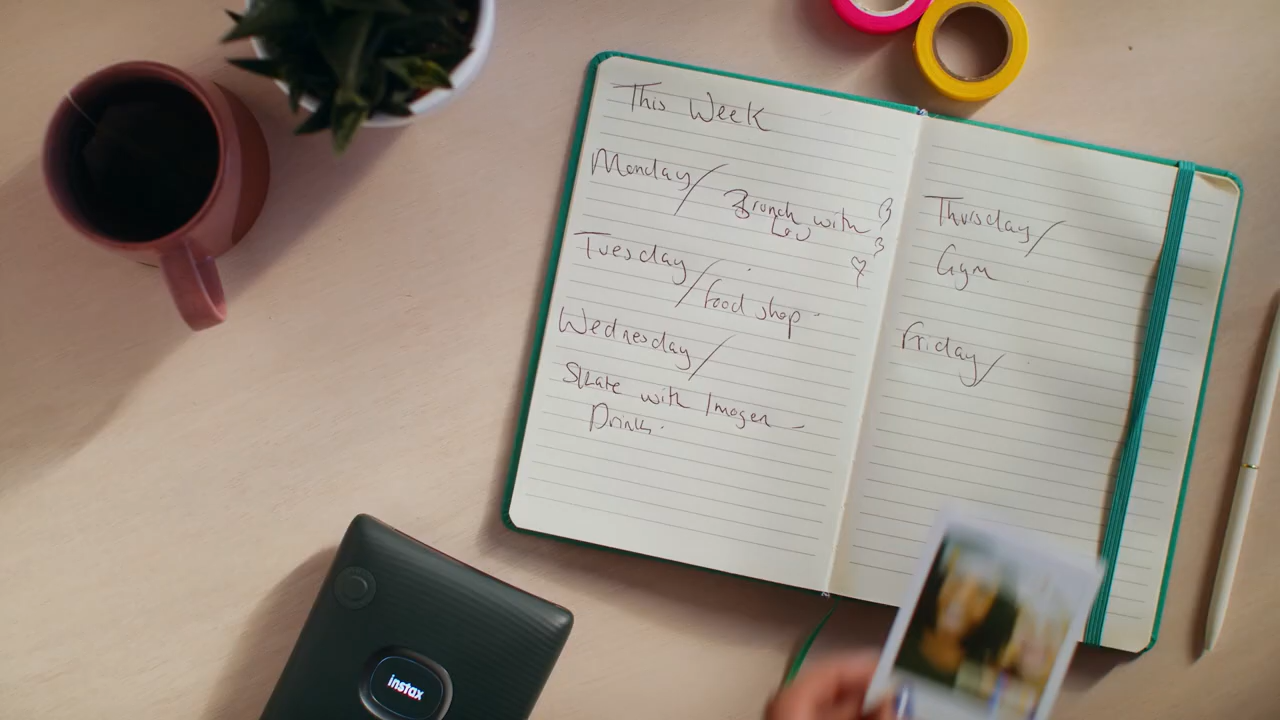 This Week
Monday/
Brunch with
Lou
Tuesday/
Food shop.
Wednesday/
Skate with Imogen -
Drinks.
Thursday/
Gym
Friday/
instax